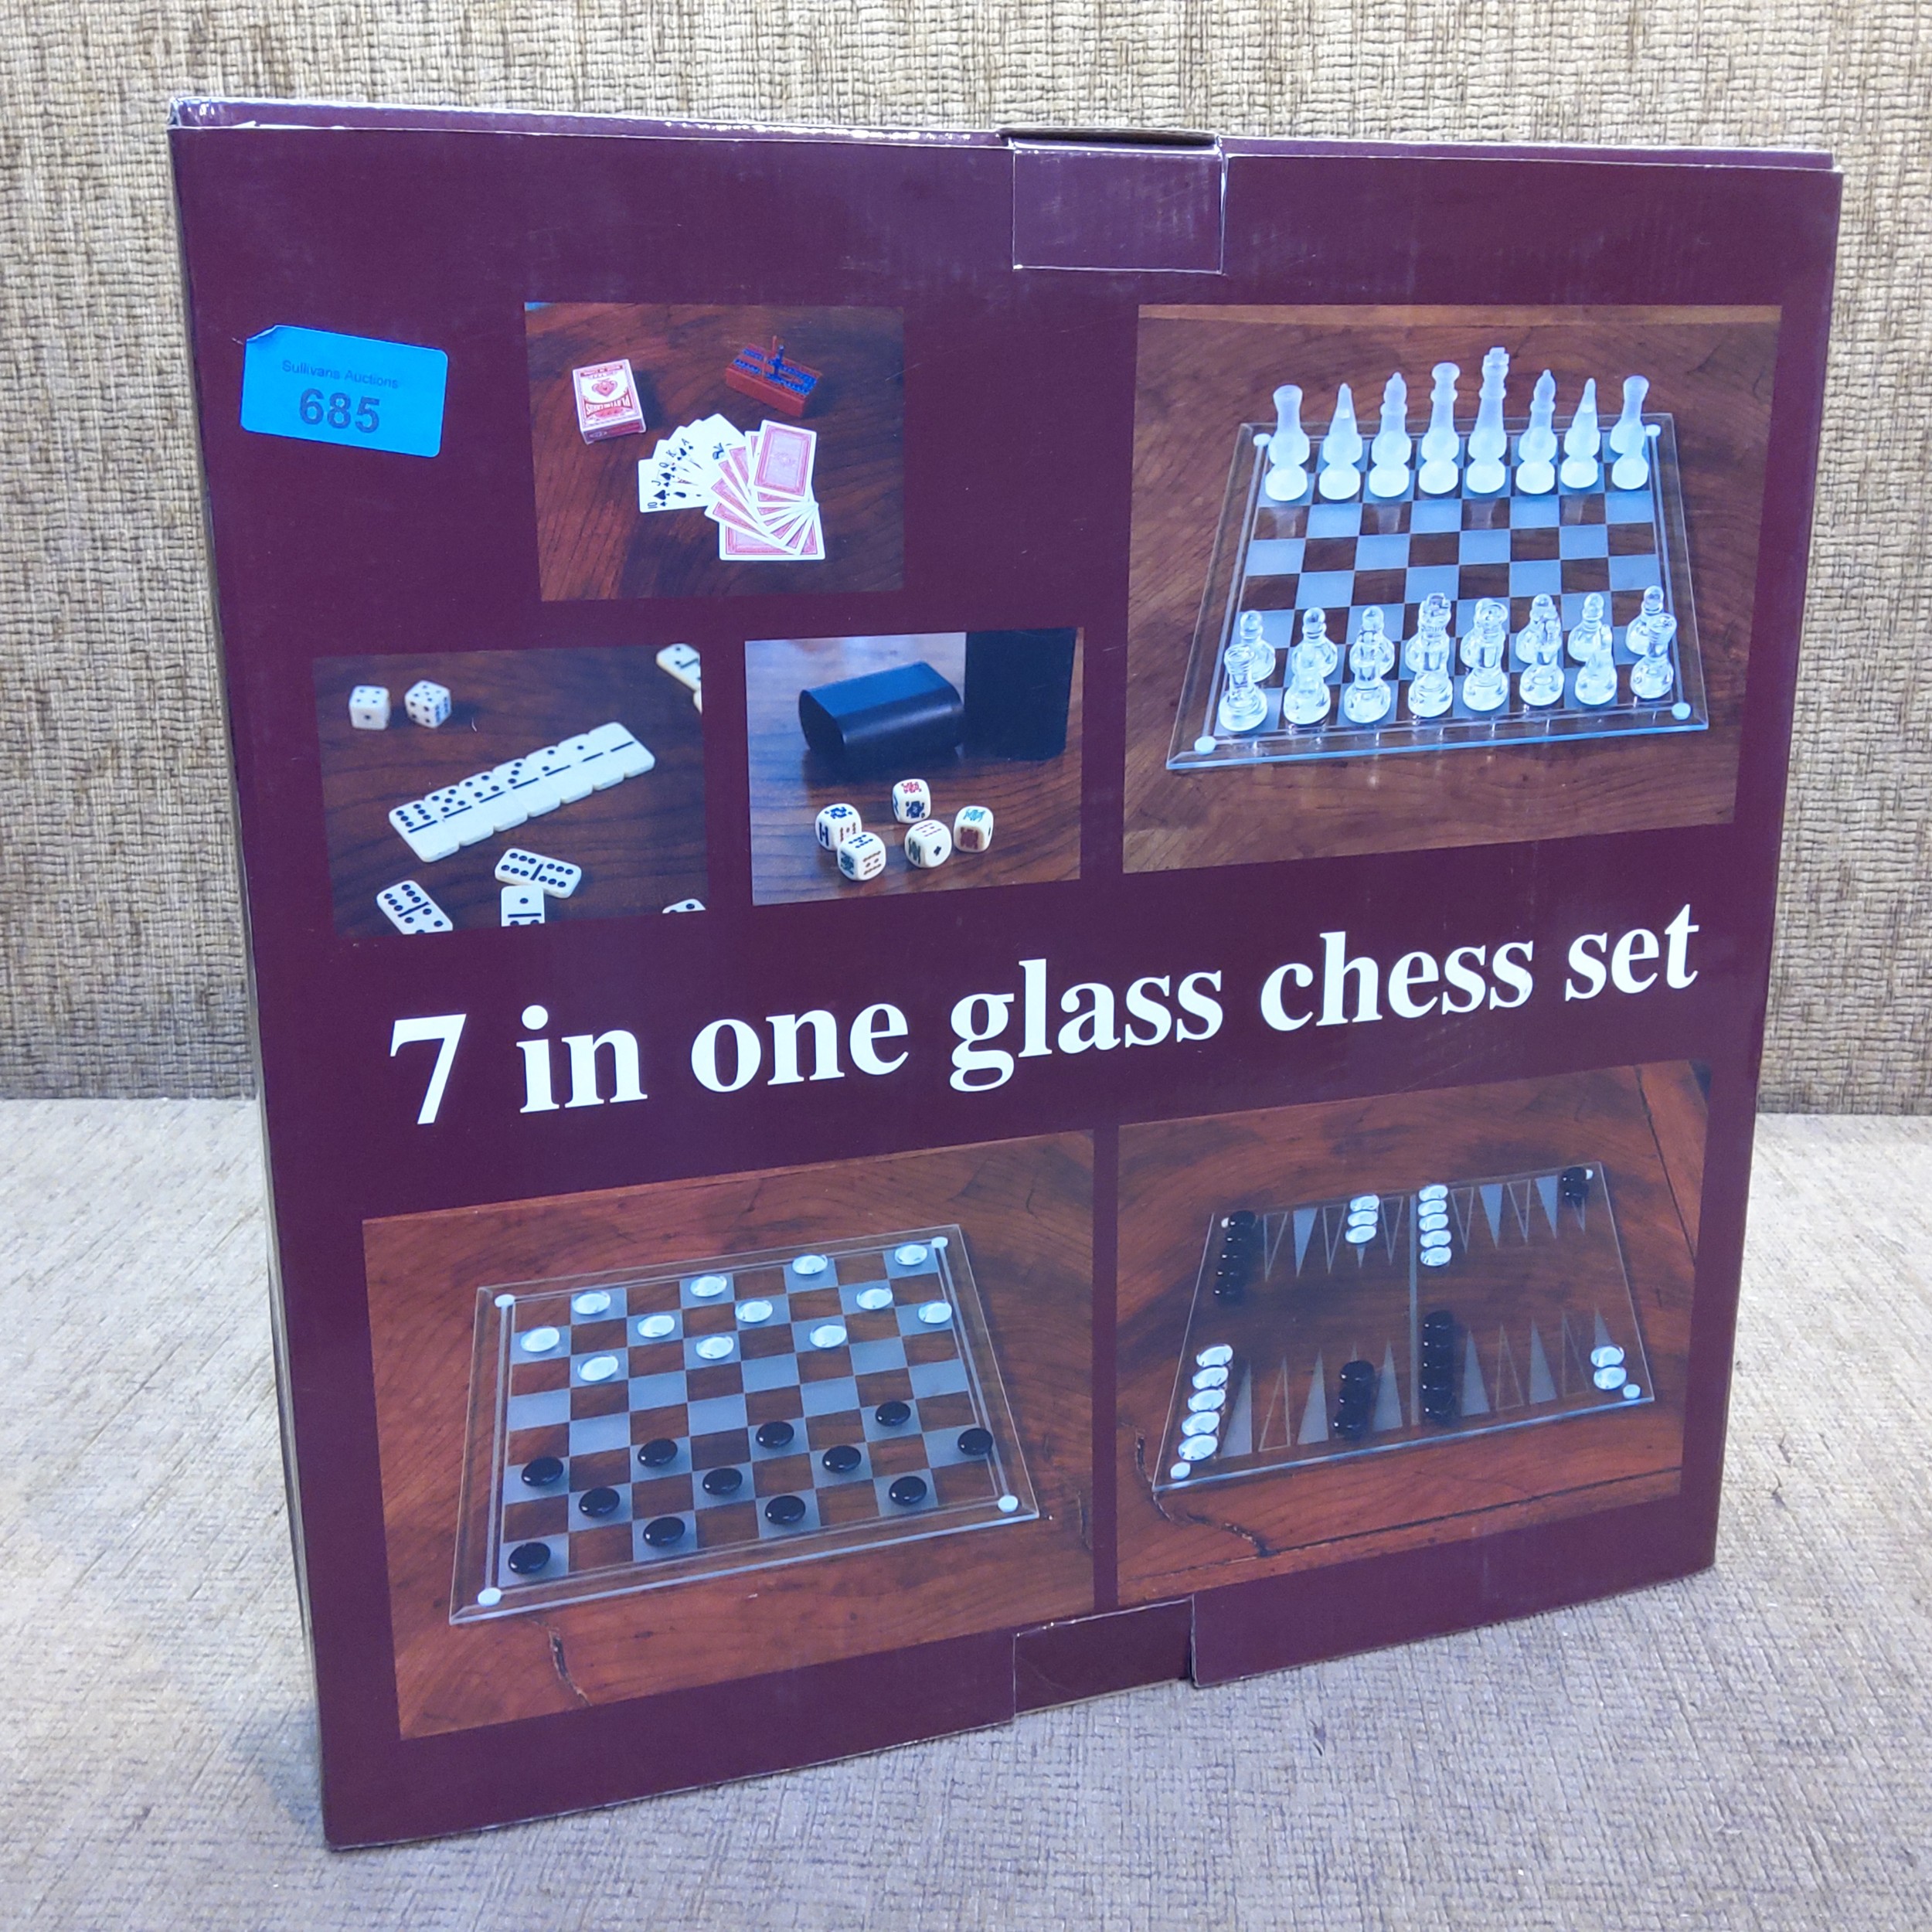 Sullivans Auctions
685
7 in one glass chess set